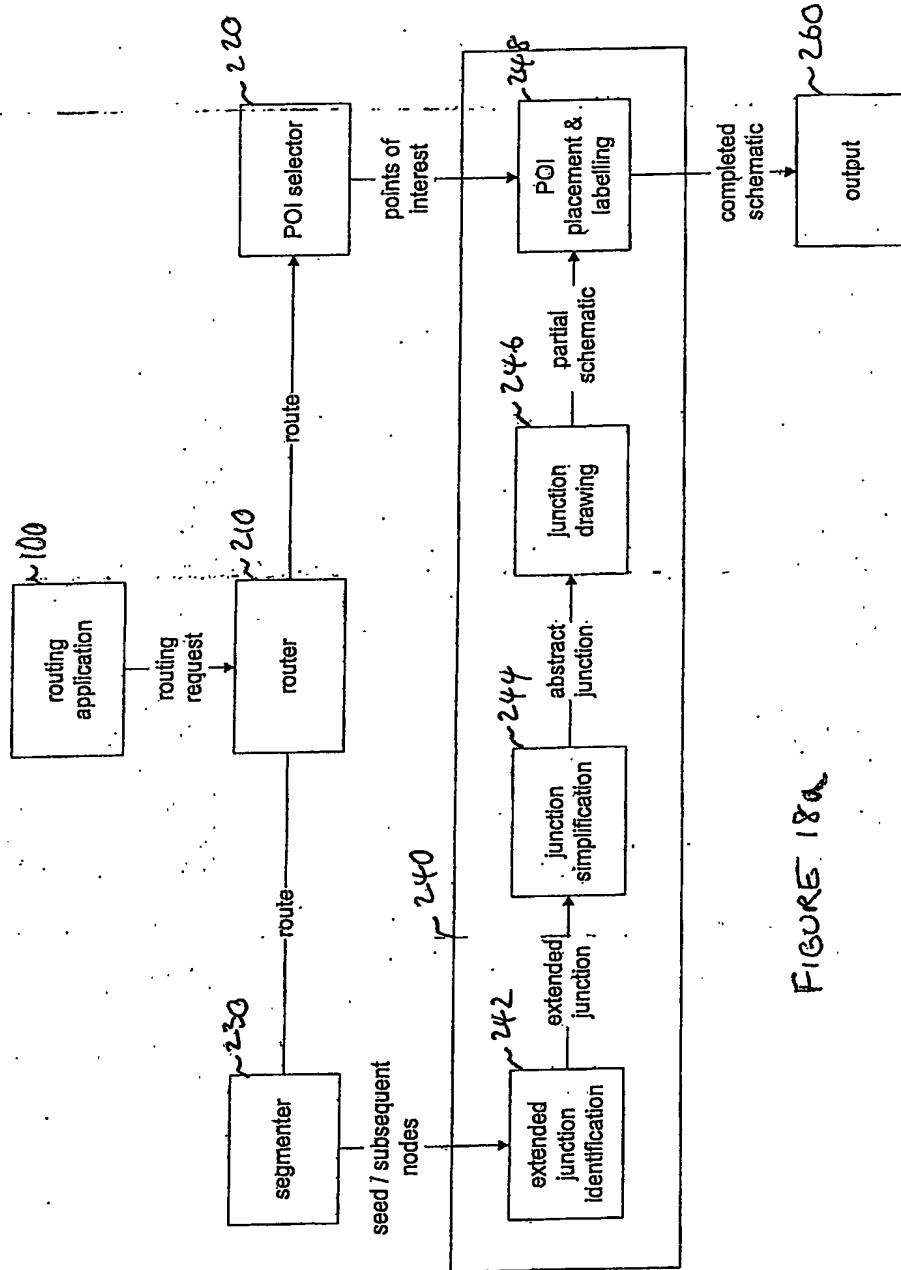 100
routing
application
routing
request
210
router
route
route
220
POI selector
points of
interest
230
segmenter
seed / subsequent
nodes
240
242
extended
junction
identification
extended
junction
244
junction
simplification
abstract
junction
246
junction
drawing
partial
schematic
248
POI
placement &
labelling
completed
schematic
260
output
FIGURE 18a